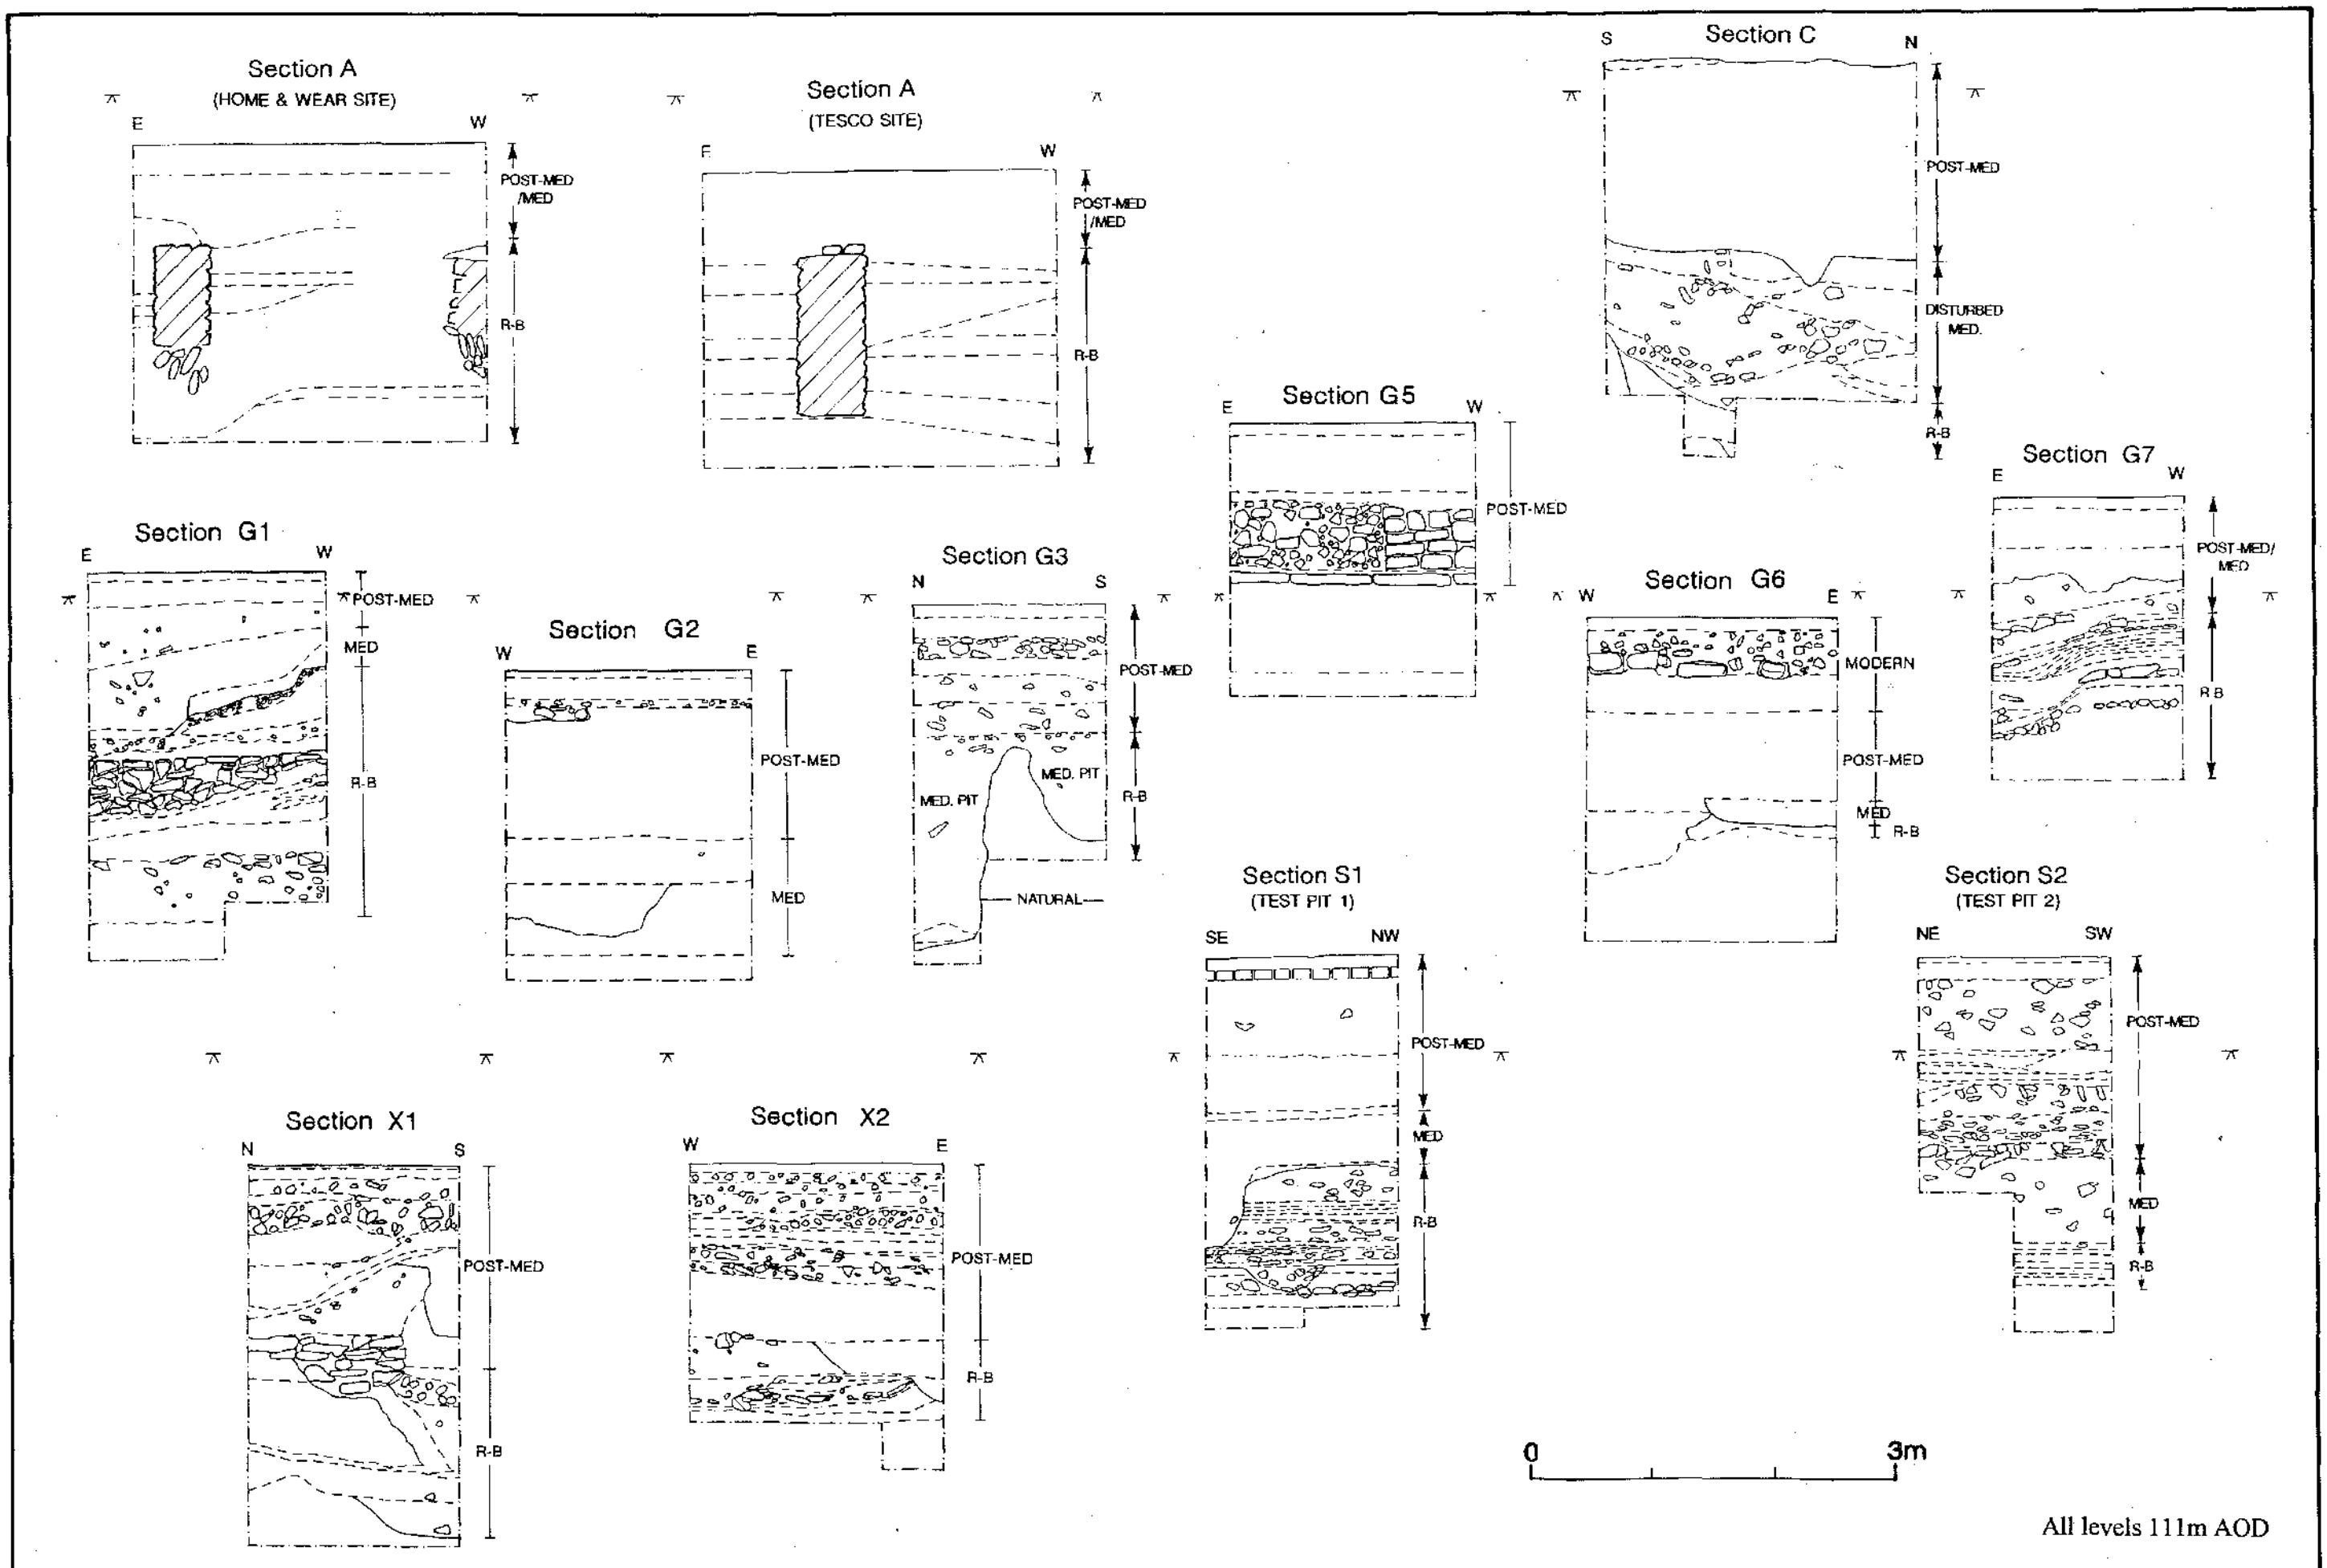 Section A
(HOME & WEAR SITE)
E W
POST-MED
/MED
R-B
Section A
(TESCO SITE)
E W
POST-MED
/MED
R-B
Section C
S N
POST-MED
DISTURBED
MED.
R-B
Section G5
E W
POST-MED
Section G7
E W
POST-MED/
MED
R-B
Section G1
E W
POST-MED
MED
R-B
Section G2
W E
POST-MED
MED
Section G3
N S
POST-MED
MED. PIT
MED. PIT
R-B
NATURAL
Section G6
W E
MODERN
POST-MED
MED
R-B
Section S1
(TEST PIT 1)
SE NW
POST-MED
MED
R-B
Section S2
(TEST PIT 2)
NE SW
POST-MED
MED
R-B
Section X1
N S
POST-MED
R-B
Section X2
W E
POST-MED
R-B
0 3m
All levels 111m AOD